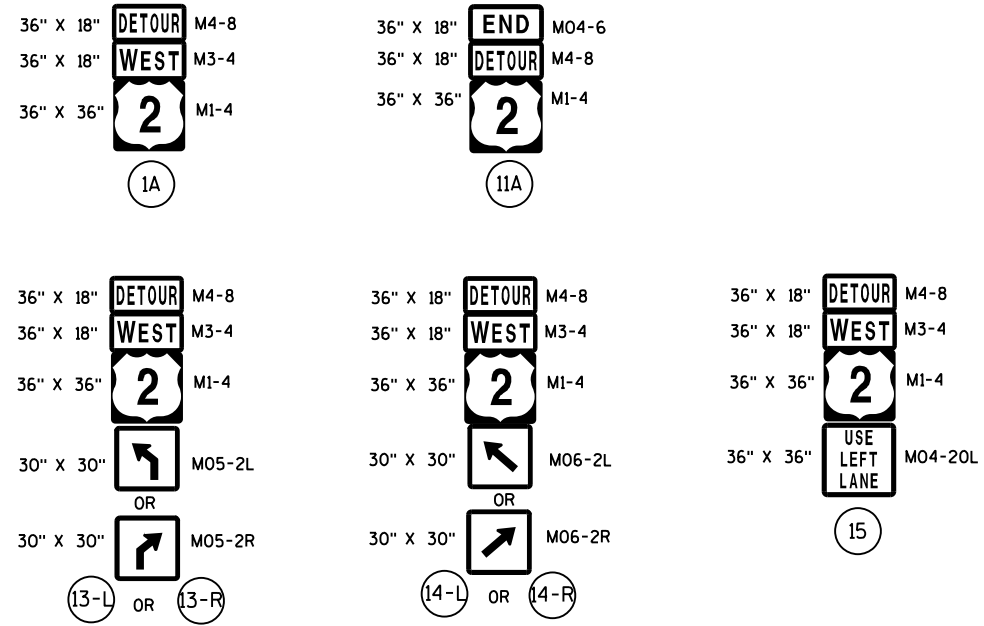 36" X 18" DETOUR M4-8
36" X 18" WEST M3-4
36" X 36" 2 M1-4
1A
36" X 18" END M04-6
36" X 18" DETOUR M4-8
36" X 36" 2 M1-4
11A
36" X 18" DETOUR M4-8
36" X 18" WEST M3-4
36" X 36" 2 M1-4
30" X 30" M05-2L
OR
30" X 30" M05-2R
13-L OR 13-R
36" X 18" DETOUR M4-8
36" X 18" WEST M3-4
36" X 36" 2 M1-4
30" X 30" M06-2L
OR
30" X 30" M06-2R
14-L OR 14-R
36" X 18" DETOUR M4-8
36" X 18" WEST M3-4
36" X 36" 2 M1-4
USE
36" X 36" LEFT M04-20L
LANE
15